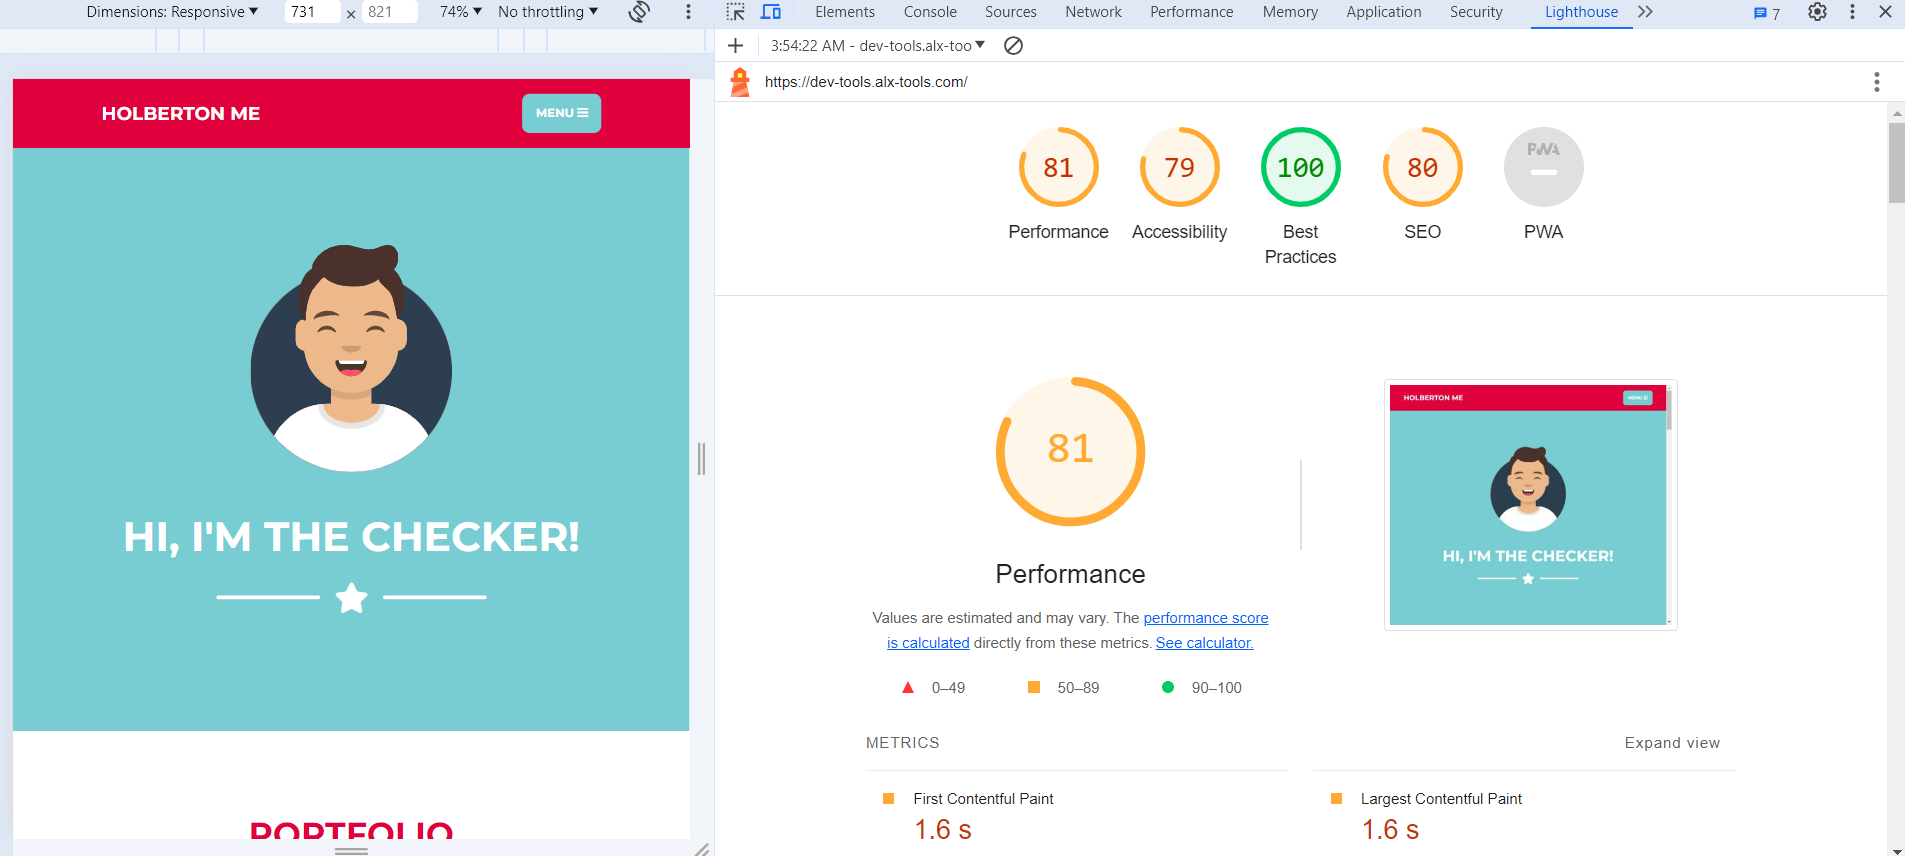 Dimensions: Responsive 731 × 821 74% No throttling
HOLBERTON ME
MENU
HI, I'M THE CHECKER!
PORTFOLIO
Elements Console Sources Network Performance Memory Application Security Lighthouse 7
3:54:22 AM - dev-tools.alx-too
https://dev-tools.alx-tools.com/
81 79 100 80 PWA
Performance Accessibility Best SEO PWA
Practices
81
Performance
Values are estimated and may vary. The performance score
is calculated directly from these metrics. See calculator.
0–49 50–89 90–100
HOLBERTON ME
MENU
HI, I'M THE CHECKER!
METRICS Expand view
First Contentful Paint Largest Contentful Paint
1.6 s 1.6 s